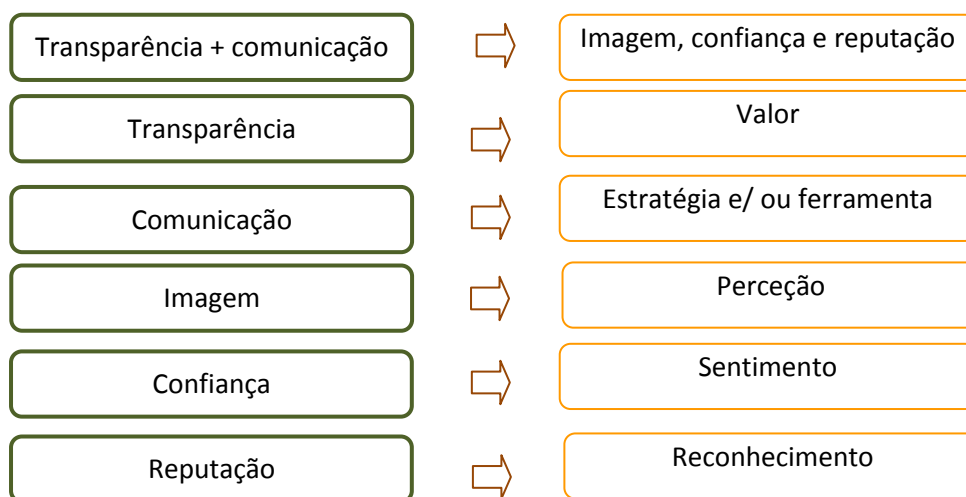 Transparência + comunicação
Imagem, confiança e reputação
Transparência
Valor
Comunicação
Estratégia e/ ou ferramenta
Imagem
Perceção
Confiança
Sentimento
Reputação
Reconhecimento